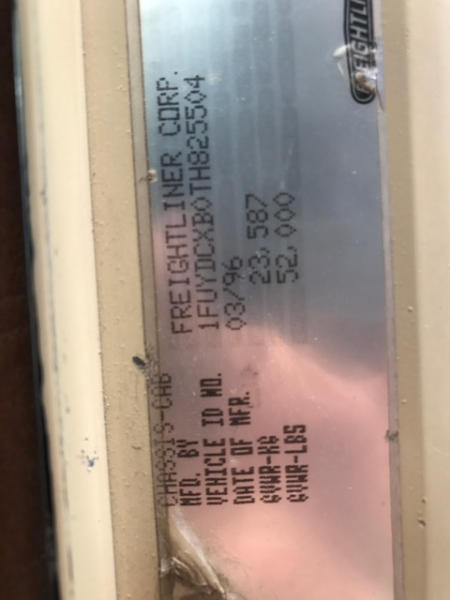 FREIGHTLI
CHASSIS-CAB
MFD. BY FREIGHTLINER CORP.
VEHICLE ID NO. 1FUYDCXB0TH825504
DATE OF MFR. 03/96
GVWR-KG 23,587
GVWR-LBS 52,000